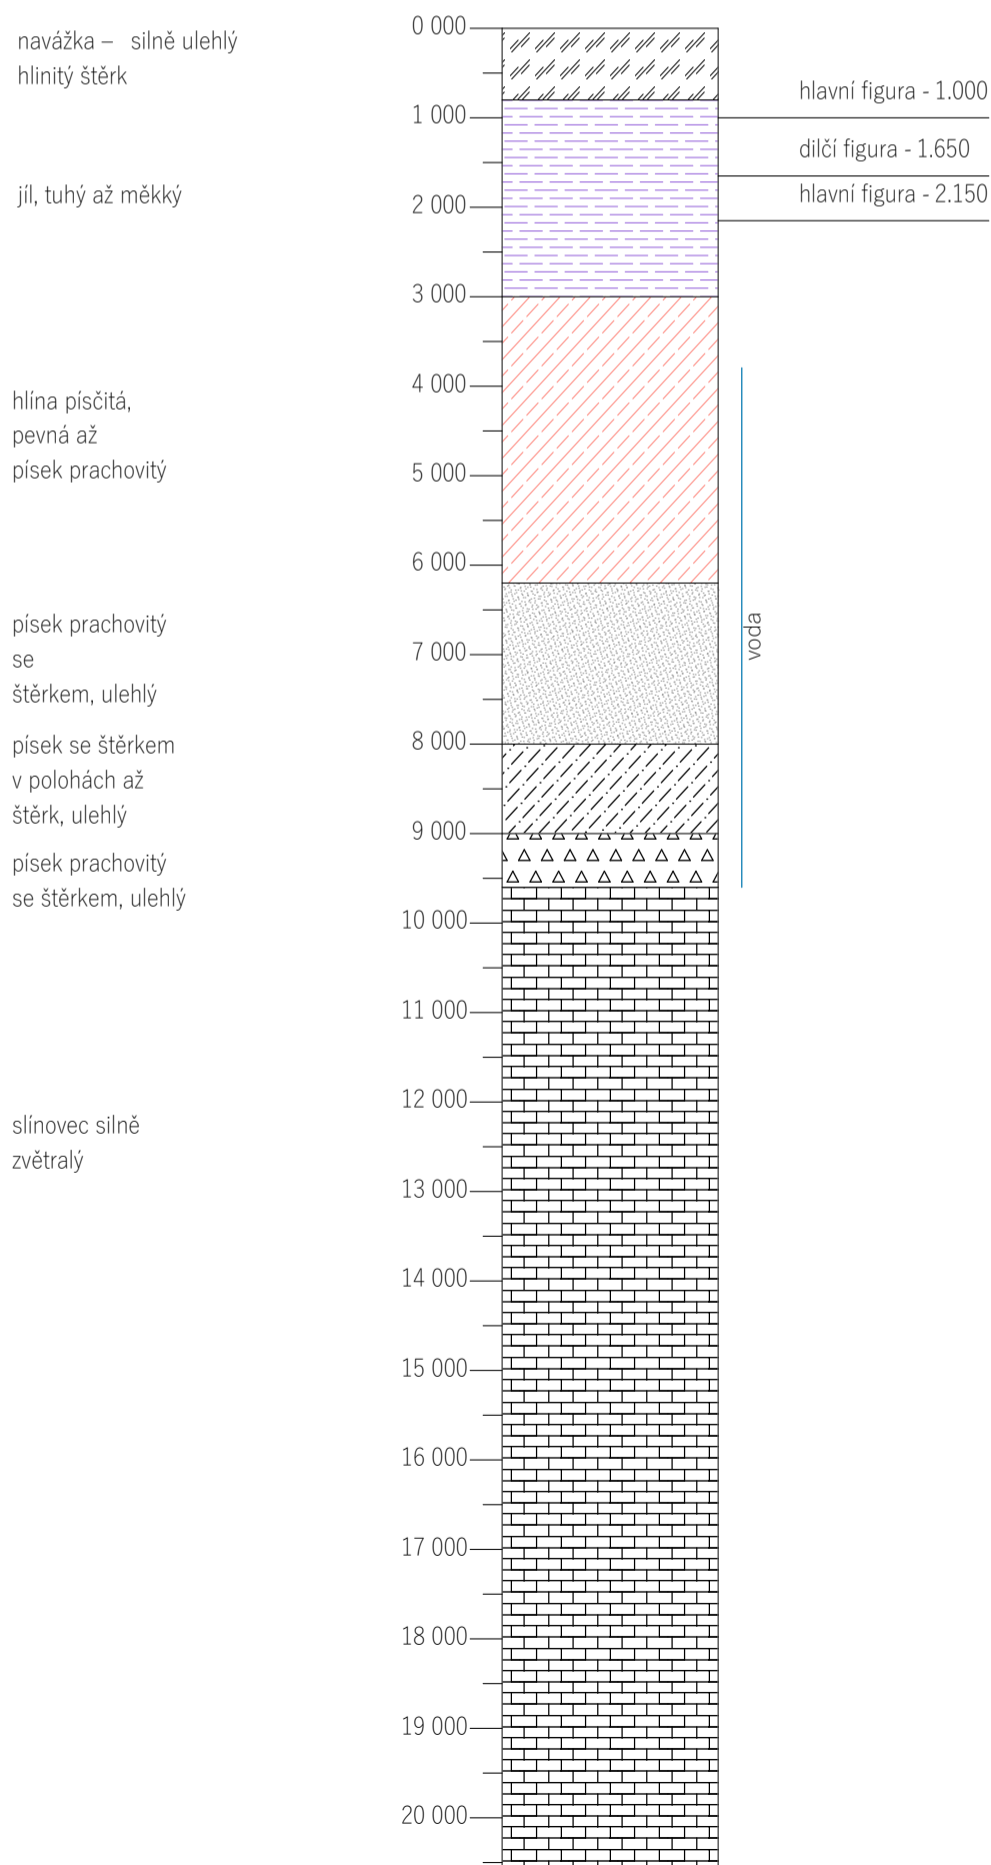 navážka – silně ulehlý
hlinitý štěrk
jíl, tuhý až měkký
hlína písčitá,
pevná až
písek prachovitý
písek prachovitý
se
štěrkem, ulehlý
písek se štěrkem
v polohách až
štěrk, ulehlý
písek prachovitý
se štěrkem, ulehlý
slínovec silně
zvětralý
0 000
1 000
2 000
3 000
4 000
5 000
6 000
7 000
8 000
9 000
10 000
11 000
12 000
13 000
14 000
15 000
16 000
17 000
18 000
19 000
20 000
hlavní figura - 1.000
dilčí figura - 1.650
hlavní figura - 2.150
voda